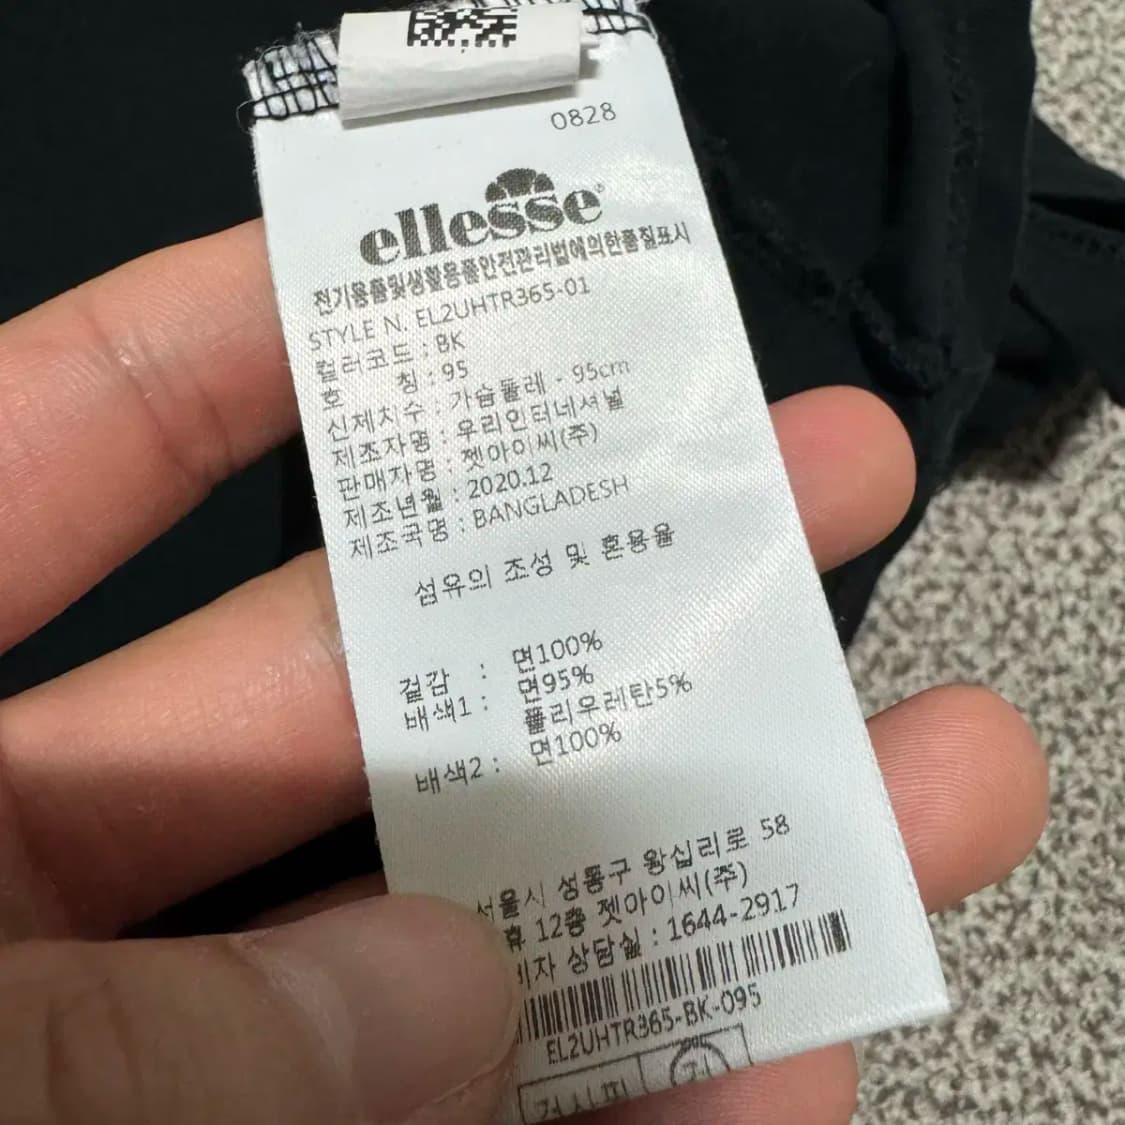 0828
ellesse
전기용품및생활용품안전관리법에의한품질표시
STYLE N. EL2UHTR365-01
컬러코드 : BK
호 칭 : 95
신체치수 : 가슴둘레 - 95cm
제조자명 : 우리인터네셔널
판매자명 : 젯아이씨(주)
제조년월 : 2020.12
제조국명 : BANGLADESH
섬유의 조성 및 혼용율
겉감 : 면100%
배색1 : 면95%
폴리우레탄5%
배색2 : 면100%
서울시 성동구 왕십리로 58
휴 12층 젯아이씨(주)
비자 상담실 : 1644-2917
EL2UHTR365-BK-095